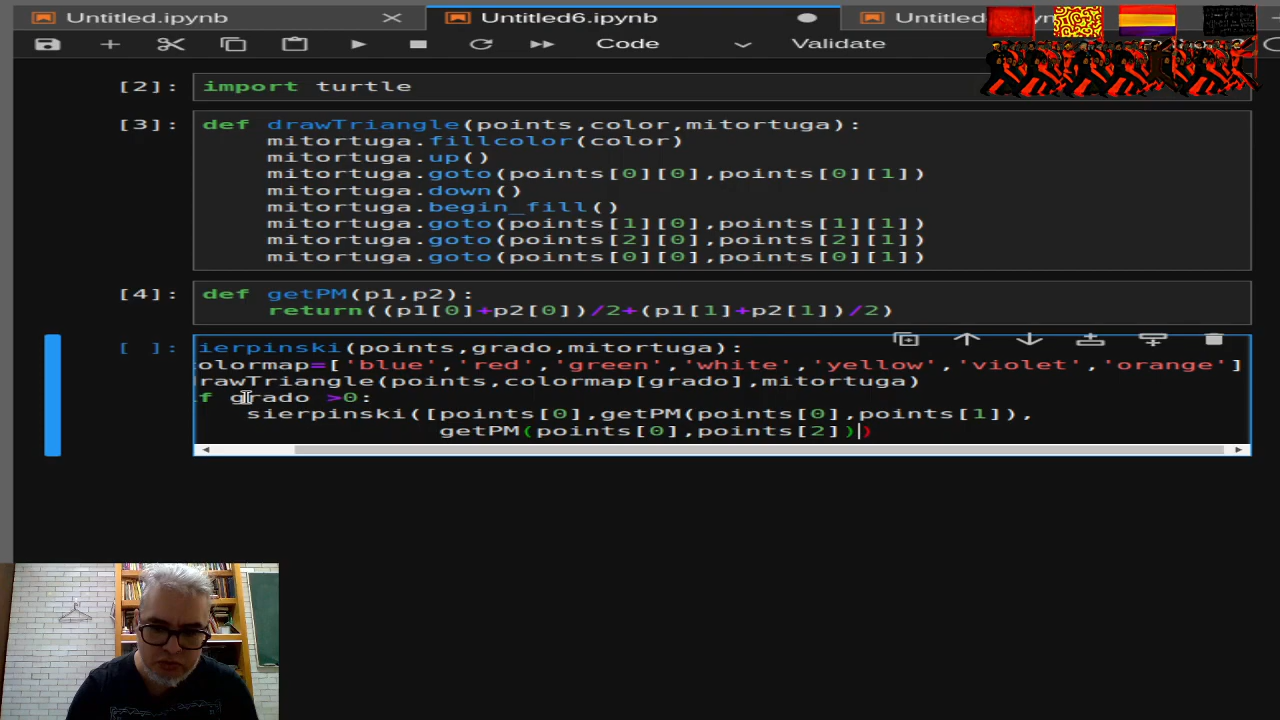 Untitled.ipynb
Untitled6.ipynb
Untitled
Code
Validate
[2]:
import turtle
[3]:
def drawTriangle(points,color,mitortuga):
mitortuga.fillcolor(color)
mitortuga.up()
mitortuga.goto(points[0][0],points[0][1])
mitortuga.down()
mitortuga.begin_fill()
mitortuga.goto(points[1][0],points[1][1])
mitortuga.goto(points[2][0],points[2][1])
mitortuga.goto(points[0][0],points[0][1])
[4]:
def getPM(p1,p2):
return((p1[0]+p2[0])/2+(p1[1]+p2[1])/2)
[ ]:
ierpinski(points,grado,mitortuga):
olormap=['blue','red','green','white','yellow','violet','orange']
rawTriangle(points,colormap[grado],mitortuga)
f grado >0:
sierpinski([points[0],getPM(points[0],points[1]),
getPM(points[0],points[2]))